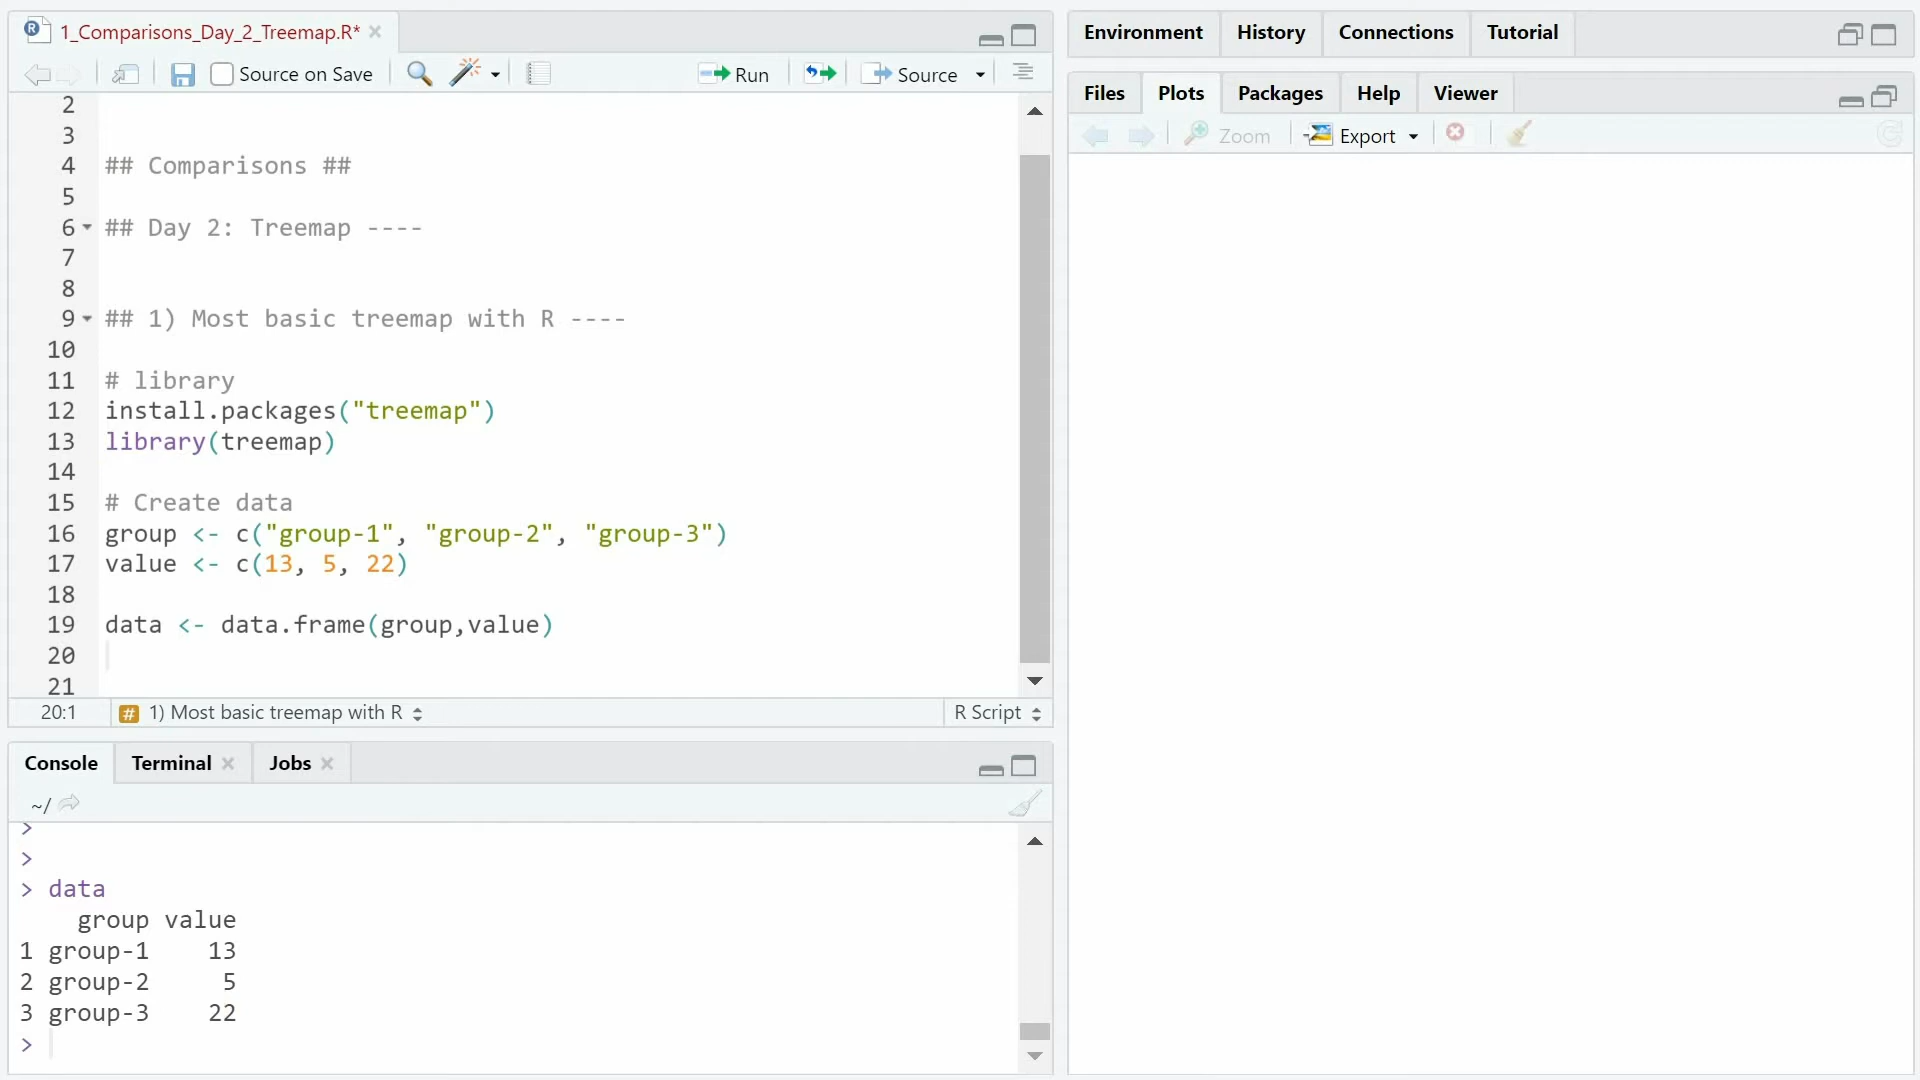 1_Comparisons_Day_2_Treemap.R*
Source on Save
Run
Source
2
3
4 ## Comparisons ##
5
6 ## Day 2: Treemap ----
7
8
9 ## 1) Most basic treemap with R ----
10
11 # library
12 install.packages("treemap")
13 library(treemap)
14
15 # Create data
16 group <- c("group-1", "group-2", "group-3")
17 value <- c(13, 5, 22)
18
19 data <- data.frame(group,value)
20
21
20:1 # 1) Most basic treemap with R R Script
Console Terminal Jobs
~/
>
>
> data
group value
1 group-1 13
2 group-2 5
3 group-3 22
>
Environment History Connections Tutorial
Files Plots Packages Help Viewer
Zoom Export